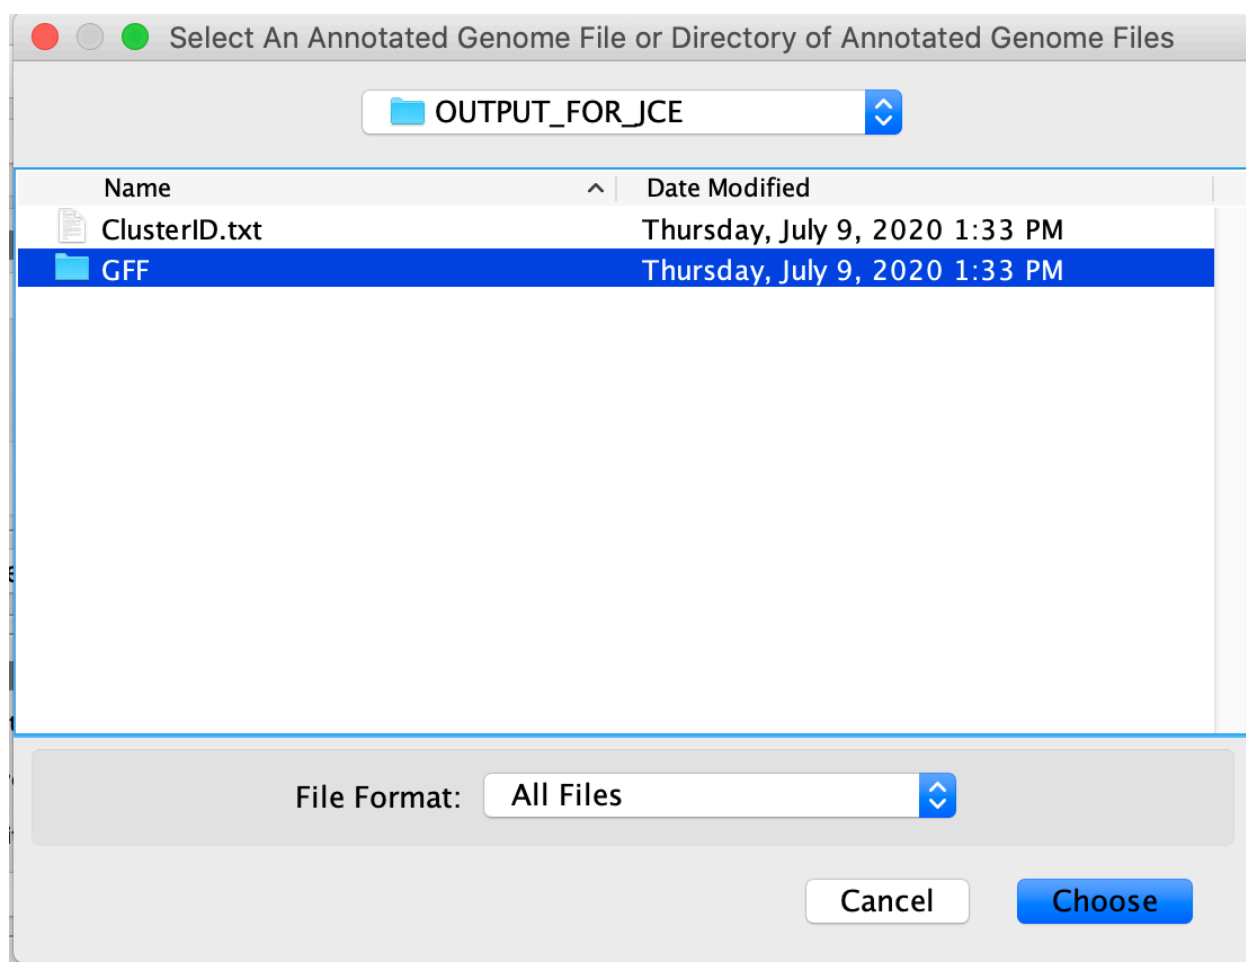 Select An Annotated Genome File or Directory of Annotated Genome Files
OUTPUT_FOR_JCE
Name Date Modified
ClusterID.txt Thursday, July 9, 2020 1:33 PM
GFF Thursday, July 9, 2020 1:33 PM
File Format: All Files
Cancel Choose